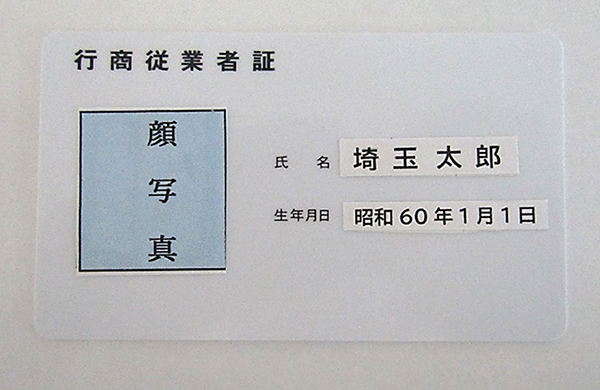 行商従業者証
顔写真
氏名 埼玉太郎
生年月日 昭和60年1月1日